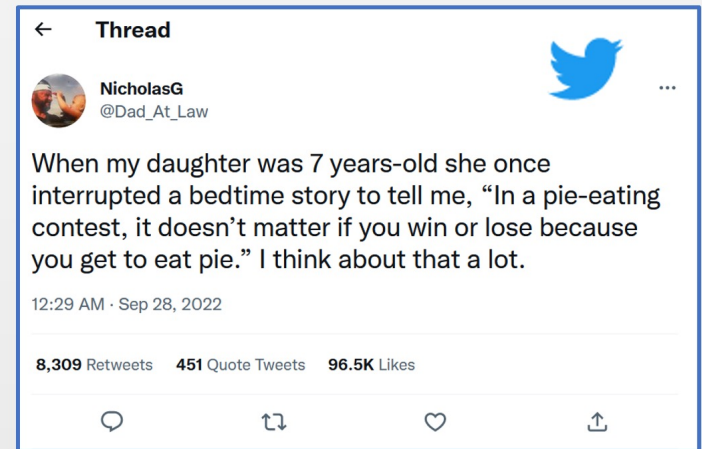 Thread
NicholasG
@Dad_At_Law
When my daughter was 7 years-old she once
interrupted a bedtime story to tell me, “In a pie-eating
contest, it doesn’t matter if you win or lose because
you get to eat pie.” I think about that a lot.
12:29 AM · Sep 28, 2022
8,309 Retweets 451 Quote Tweets 96.5K Likes